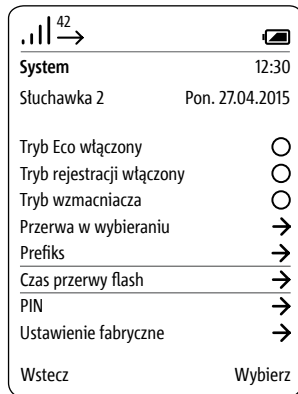 42
System 12:30
Słuchawka 2 Pon. 27.04.2015
Tryb Eco włączony
Tryb rejestracji włączony
Tryb wzmacniacza
Przerwa w wybieraniu
Prefiks
Czas przerwy flash
PIN
Ustawienie fabryczne
Wstecz Wybierz